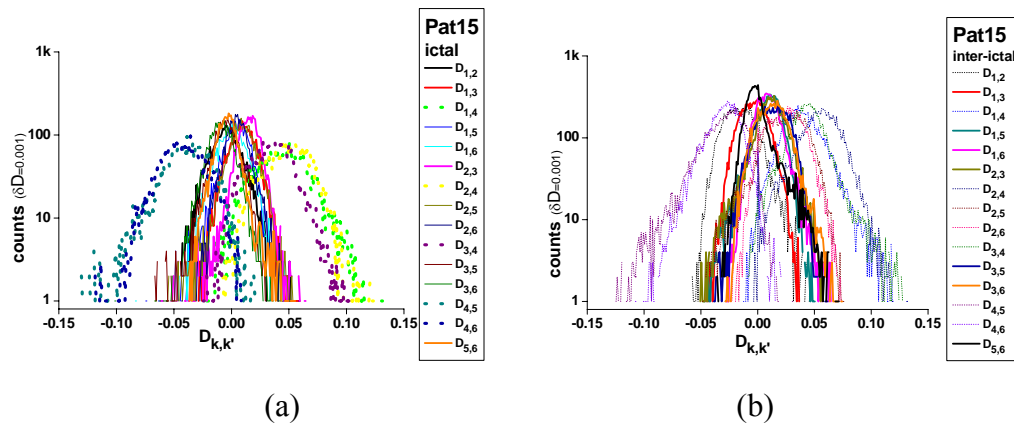 Pat15
ictal
D1,2
D1,3
D1,4
D1,5
D1,6
D2,3
D2,4
D2,5
D2,6
D3,4
D3,5
D3,6
D4,5
D4,6
D5,6
1k
100
10
1
counts (δD=0.001)
-0.15
-0.10
-0.05
0.00
0.05
0.10
0.15
Dk,k'
(a)
Pat15
inter-ictal
D1,2
D1,3
D1,4
D1,5
D1,6
D2,3
D2,4
D2,5
D2,6
D3,4
D3,5
D3,6
D4,5
D4,6
D5,6
1k
100
10
1
counts (δD=0.001)
-0.15
-0.10
-0.05
0.00
0.05
0.10
0.15
Dk,k'
(b)